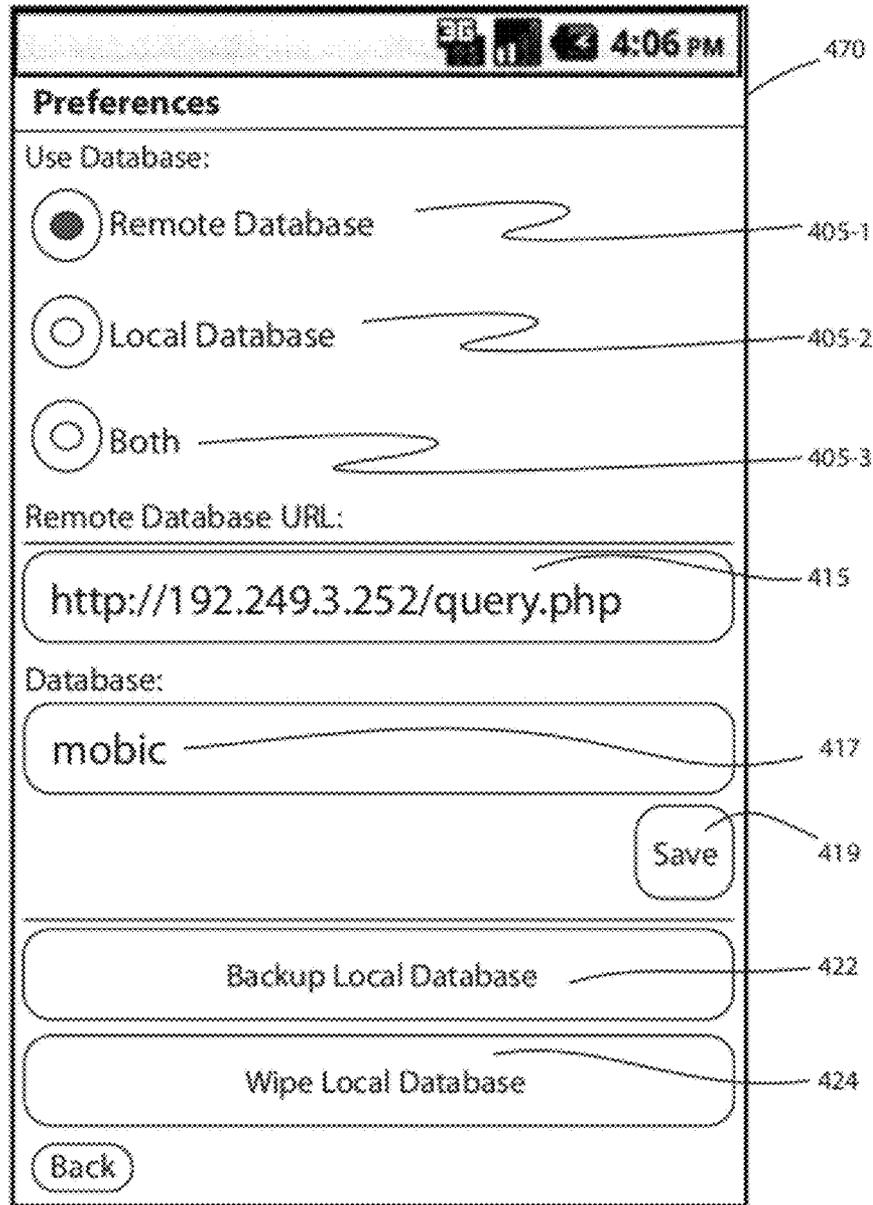 3G 4:06 PM
470
Preferences
Use Database:
Remote Database
405-1
Local Database
405-2
Both
405-3
Remote Database URL:
http://192.249.3.252/query.php
415
Database:
mobic
417
Save
419
Backup Local Database
422
Wipe Local Database
424
Back